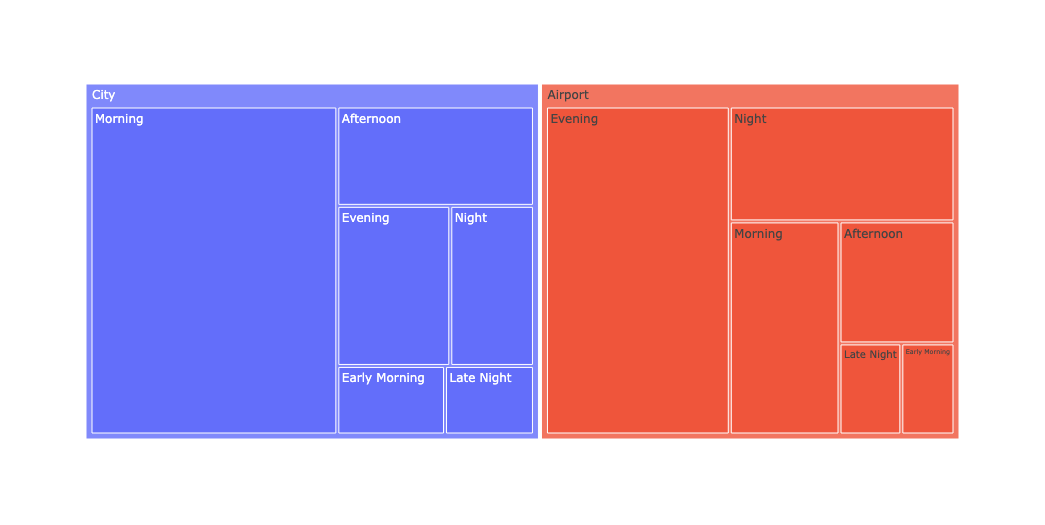 City
Morning
Afternoon
Evening
Night
Early Morning
Late Night
Airport
Evening
Night
Morning
Afternoon
Late Night
Early Morning